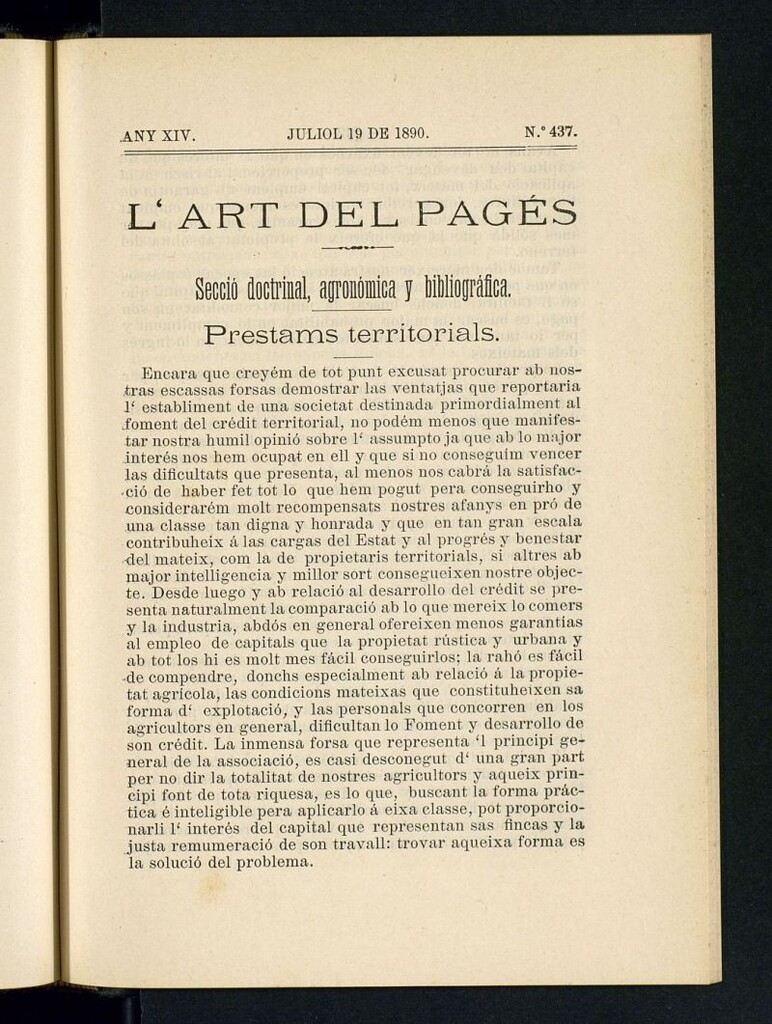 ANY XIV. JULIOL 19 DE 1890. N.º 437.
L‘ ART DEL PAGÉS
Secció doctrinal, agronómica y bibliográfica.
Prestams territorials.
Encara que creyém de tot punt excusat procurar ab nos-
tras escassas forsas demostrar las ventatjas que reportaria
l‘ establiment de una societat destinada primordialment al
foment del crédit territorial, no podém menos que manifes-
tar nostra humil opinió sobre l‘ assumpto ja que ab lo major
interés nos hem ocupat en ell y que si no conseguím vencer
las dificultats que presenta, al menos nos cabrá la satisfac-
ció de haber fet tot lo que hem pogut pera conseguirho y
considerarém molt recompensats nostres afanys en pró de
una classe tan digna y honrada y que en tan gran escala
contribuheix á las cargas del Estat y al progrés y benestar
del mateix, com la de propietaris territorials, si altres ab
major intelligencia y millor sort consegueixen nostre objec-
te. Desde luego y ab relació al desarrollo del crédit se pre-
senta naturalment la comparació ab lo que mereix lo comers
y la industria, abdós en general ofereixen menos garantías
al empleo de capitals que la propietat rústica y urbana y
ab tot los hi es molt mes fácil conseguirlos; la rahó es fácil
de compendre, donchs especialment ab relació á la propie-
tat agrícola, las condicions mateixas que constituheixen sa
forma d‘ explotació, y las personals que concorren en los
agricultors en general, dificultan lo Foment y desarrollo de
son crédit. La inmensa forsa que representa ‘l principi ge-
neral de la associació, es casi desconegut d‘ una gran part
per no dir la totalitat de nostres agricultors y aqueix prin-
cipi font de tota riquesa, es lo que, buscant la forma prác-
tica é inteligible pera aplicarlo á eixa classe, pot proporcio-
narli l‘ interés del capital que representan sas fincas y la
justa remumeració de son travall: trovar aqueixa forma es
la solució del problema.